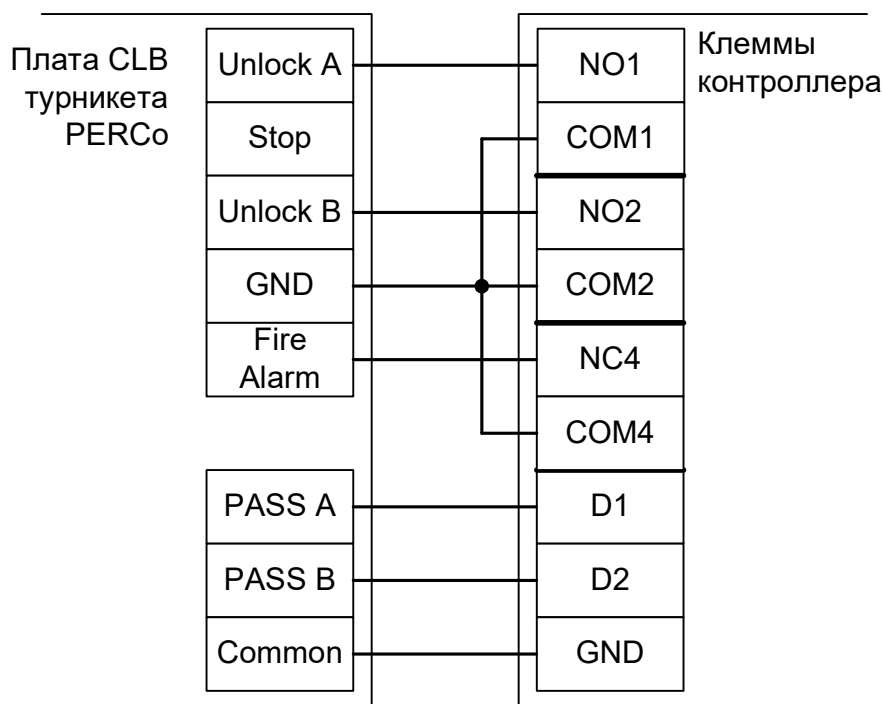 Плата CLB
турникета
PERCo
Unlock A
Stop
Unlock B
GND
Fire
Alarm
PASS A
PASS B
Common
NO1
COM1
NO2
COM2
NC4
COM4
D1
D2
GND
Клеммы
контроллера